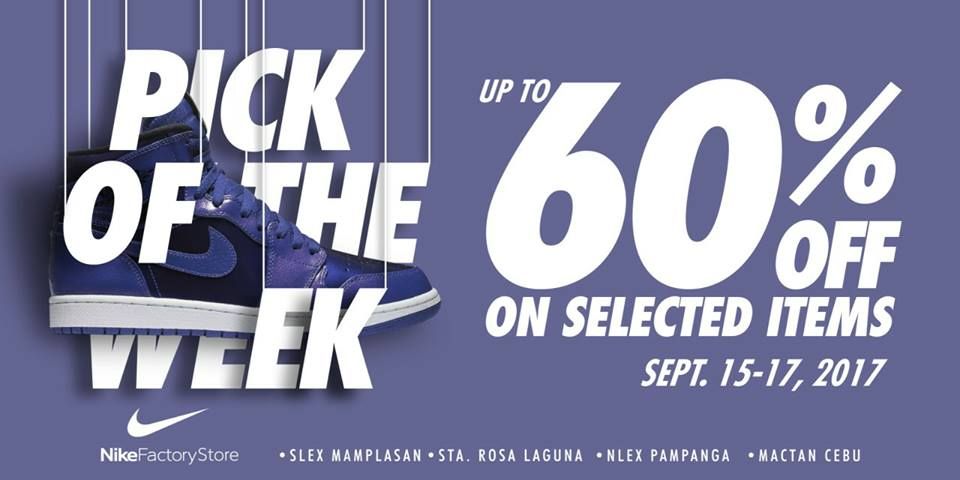 PICK
OF THE
WEEK
UP TO
60%
OFF
ON SELECTED ITEMS
SEPT. 15-17, 2017
NikeFactoryStore
•SLEX MAMPLASAN •STA. ROSA LAGUNA •NLEX PAMPANGA •MACTAN CEBU